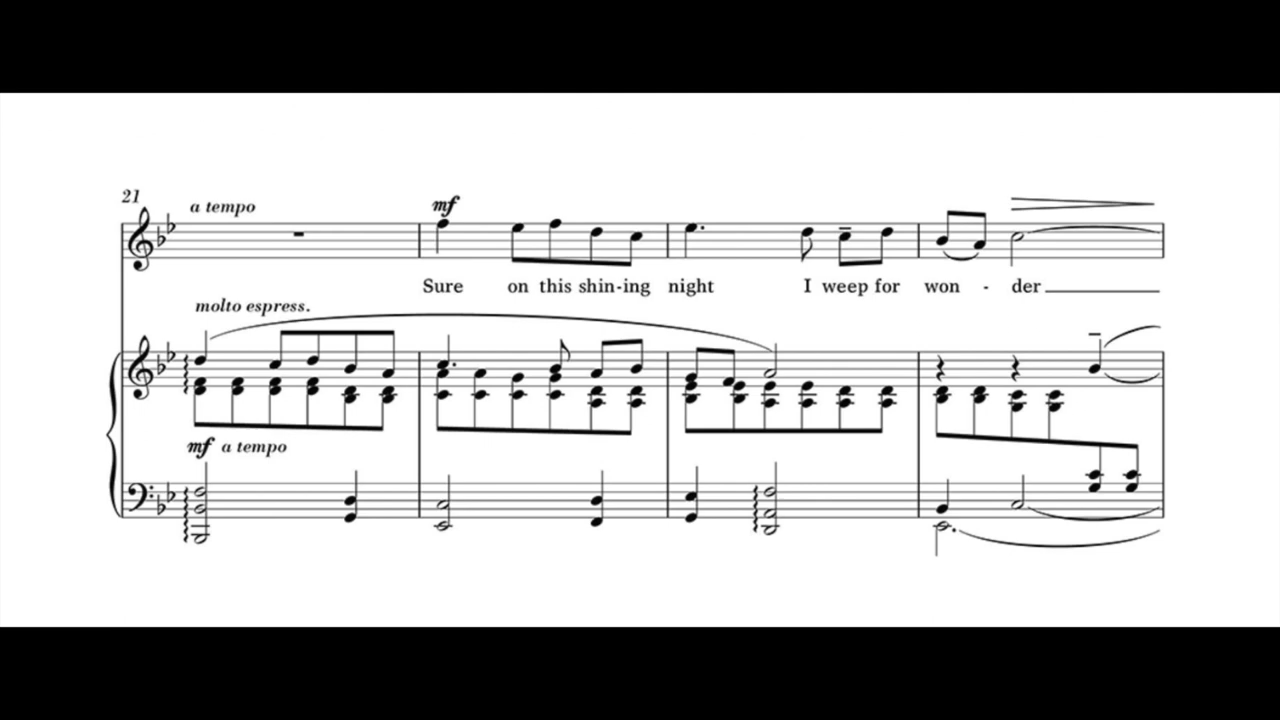 21
a tempo
mf
Sure on this shin-ing night I weep for won - der
molto espress.
mf a tempo